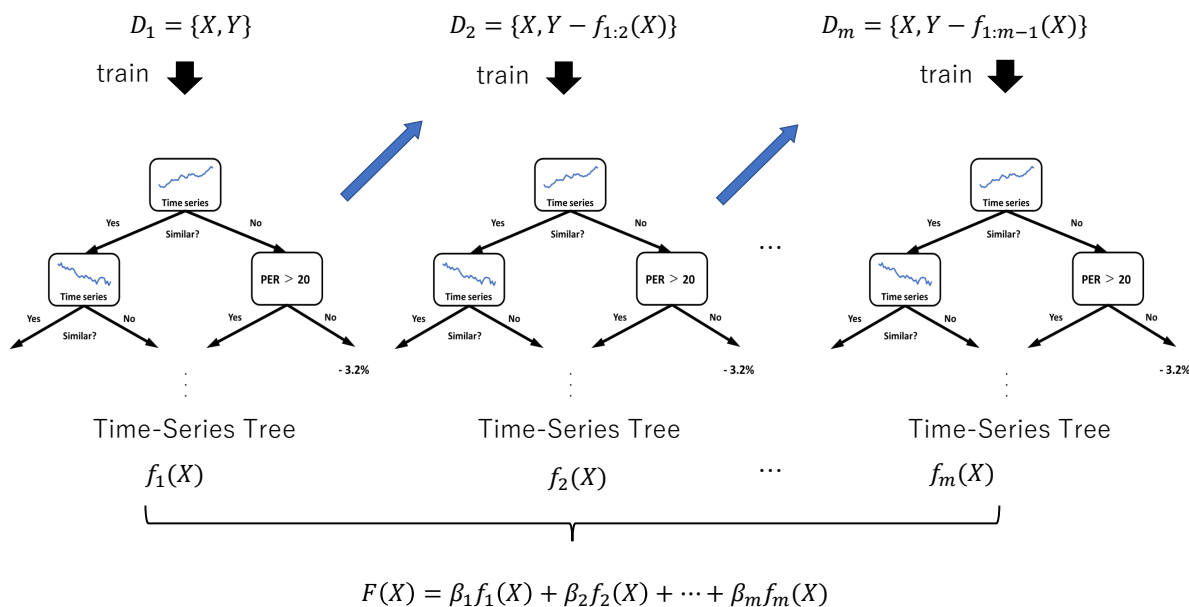 D₁ = {X, Y}
D₂ = {X, Y − f₁:₂(X)}
Dₘ = {X, Y − f₁:ₘ₋₁(X)}
train
train
train
Time series
Yes
No
Similar?
Time series
PER > 20
Yes
No
Yes
No
Similar?
- 3.2%
Time series
Yes
No
Similar?
Time series
PER > 20
Yes
No
Yes
No
Similar?
- 3.2%
...
Time series
Yes
No
Similar?
Time series
PER > 20
Yes
No
Yes
No
Similar?
- 3.2%
Time-Series Tree
Time-Series Tree
Time-Series Tree
f₁(X)
f₂(X)
...
fₘ(X)
F(X) = β₁f₁(X) + β₂f₂(X) + ⋯ + βₘfₘ(X)